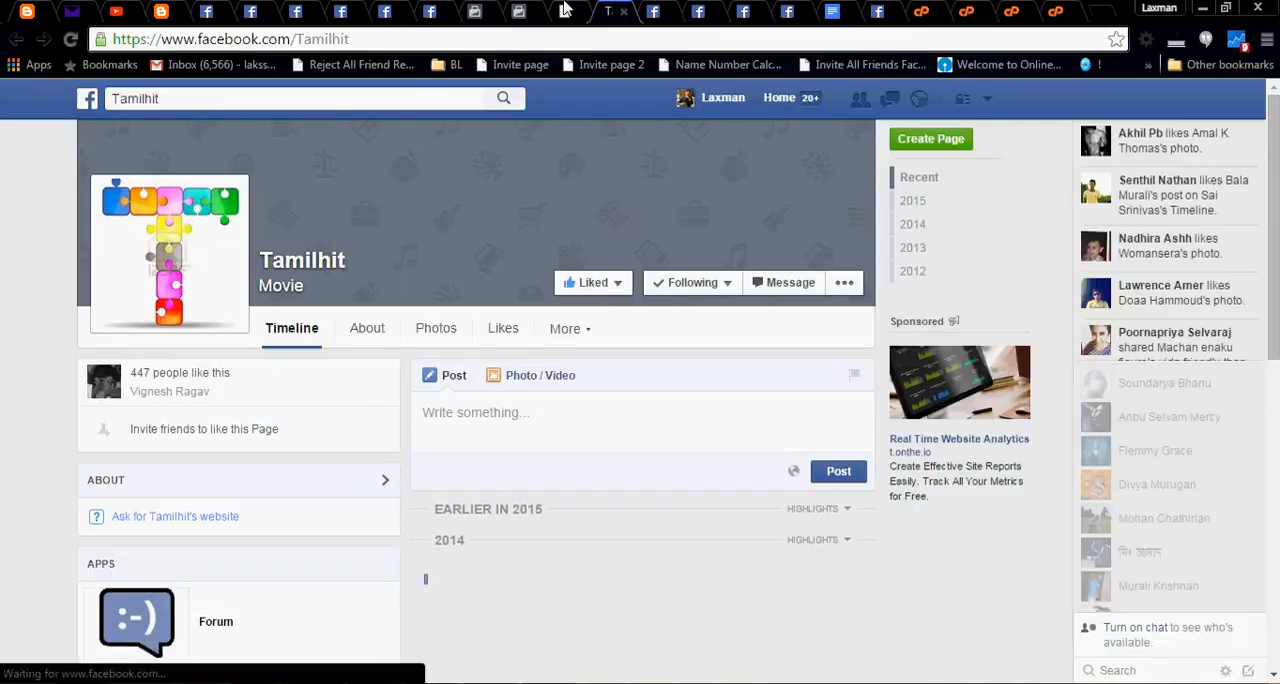 Laxman
https://www.facebook.com/Tamilhit
Apps
Bookmarks
Inbox (6,566) - lakss...
Reject All Friend Re...
BL
Invite page
Invite page 2
Name Number Calc...
Invite All Friends Fac...
Welcome to Online...
!
»
Other bookmarks
Tamilhit
Laxman
Home 20+
Tamilhit
Movie
Liked
Following
Message
Timeline
About
Photos
Likes
More
447 people like this
Vignesh Ragav
Invite friends to like this Page
ABOUT
Ask for Tamilhit's website
APPS
Forum
Post
Photo / Video
Write something...
Post
EARLIER IN 2015
HIGHLIGHTS
2014
HIGHLIGHTS
Create Page
Recent
2015
2014
2013
2012
Sponsored
Real Time Website Analytics
t.onthe.io
Create Effective Site Reports
Easily. Track All Your Metrics
for Free.
Akhil Pb likes Amal K
Thomas's photo.
Senthil Nathan likes Bala
Murali's post on Sai
Srinivas's Timeline.
Nadhira Ashh likes
Womansera's photo.
Lawrence Amer likes
Doaa Hammoud's photo.
Poornapriya Selvaraj
shared Machan enaku
Soundarya Bhanu
Anbu Selvam Mercy
Flemmy Grace
Divya Murugan
Mohan Chathirian
Murali Krishnan
Turn on chat to see who's
available.
Search
Waiting for www.facebook.com...